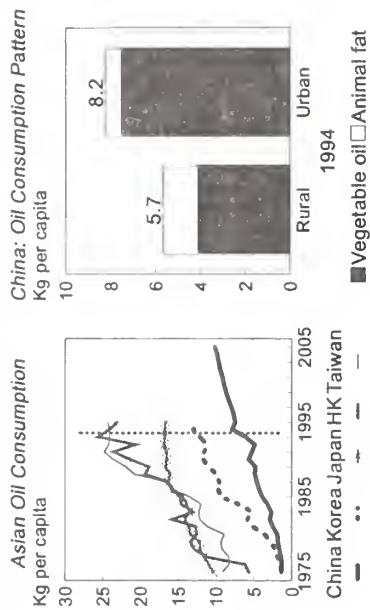 Asian Oil Consumption
Kg per capita
30
25
20
15
10
5
0
1975
1985
1995
2005
China Korea Japan HK Taiwan
China: Oil Consumption Pattern
Kg per capita
10
8
6
4
2
0
5.7
8.2
Rural
Urban
1994
Vegetable oil Animal fat